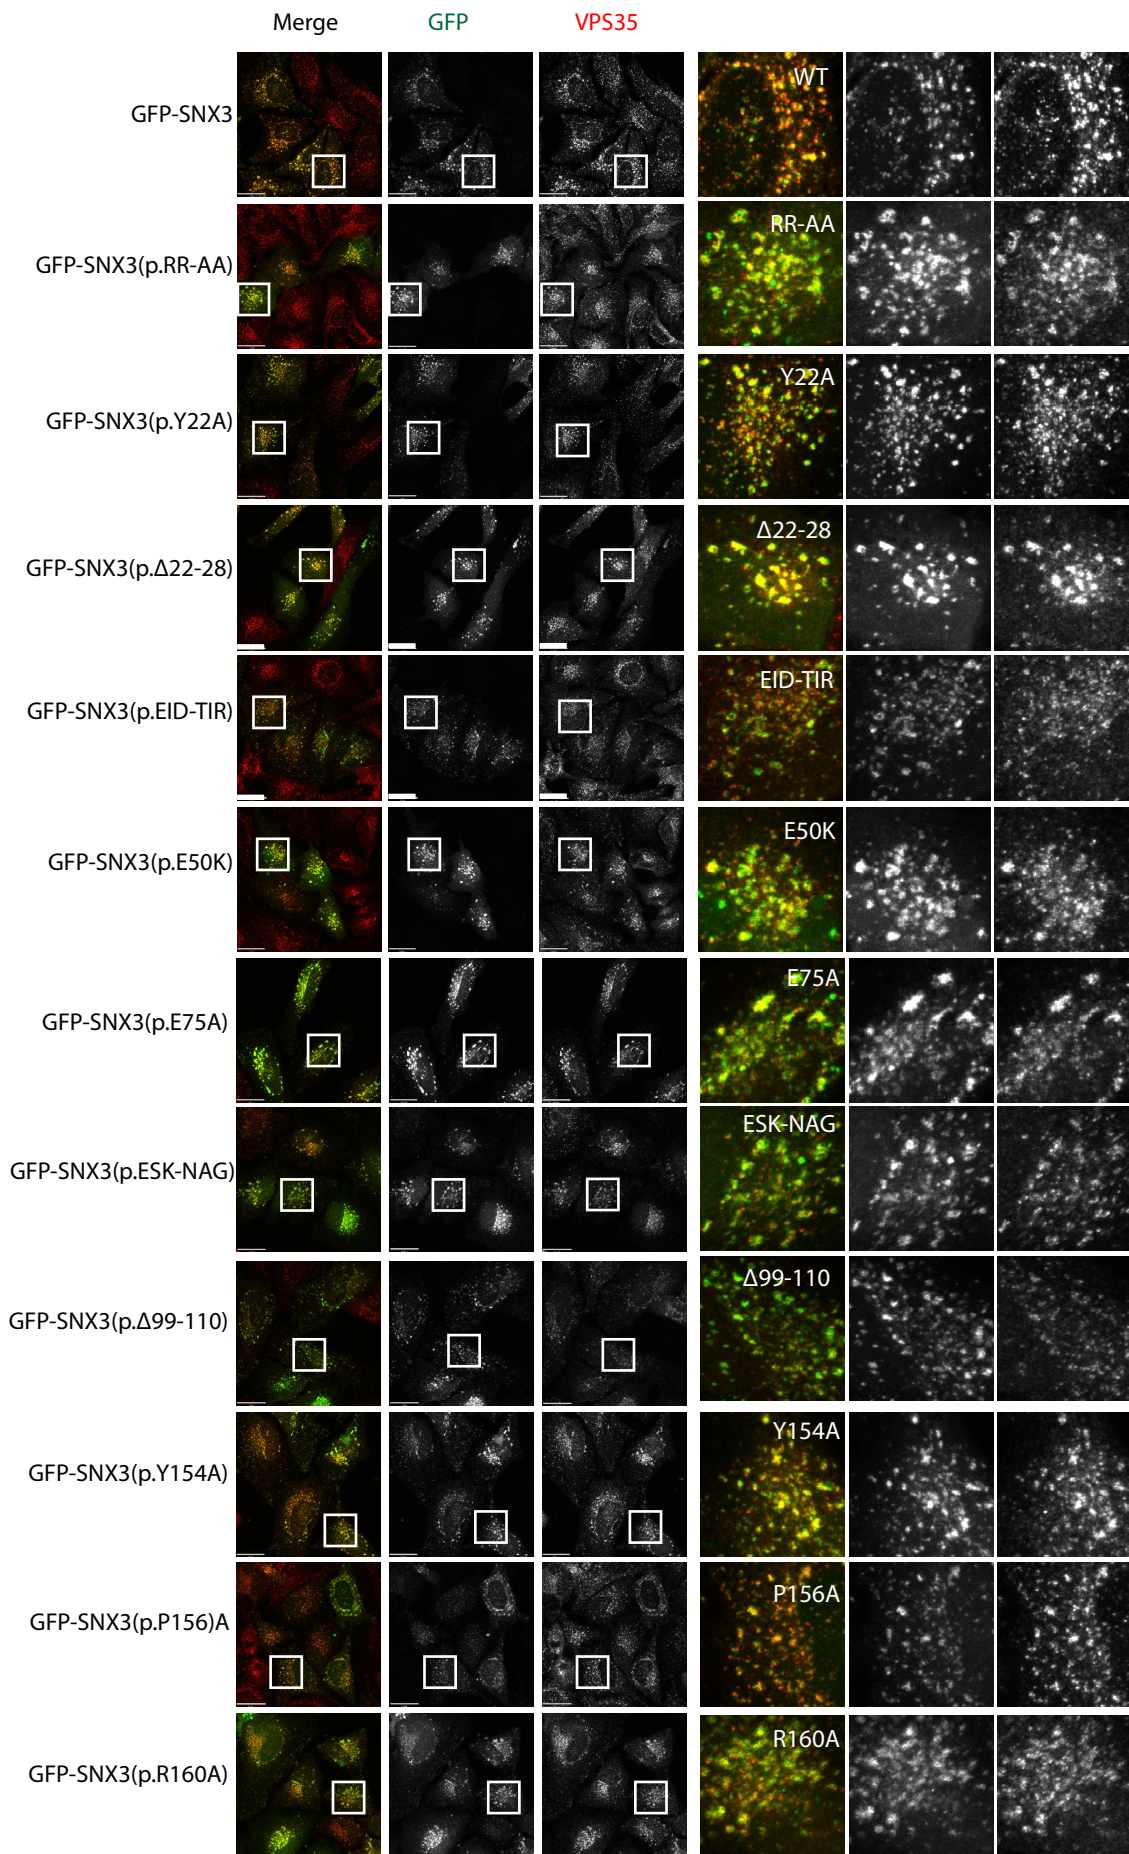 Merge GFP VPS35
GFP-SNX3 WT
GFP-SNX3(p.RR-AA) RR-AA
GFP-SNX3(p.Y22A) Y22A
GFP-SNX3(p.Δ22-28) Δ22-28
GFP-SNX3(p.EID-TIR) EID-TIR
GFP-SNX3(p.E50K) E50K
GFP-SNX3(p.E75A) E75A
GFP-SNX3(p.ESK-NAG) ESK-NAG
GFP-SNX3(p.Δ99-110) Δ99-110
GFP-SNX3(p.Y154A) Y154A
GFP-SNX3(p.P156)A P156A
GFP-SNX3(p.R160A) R160A